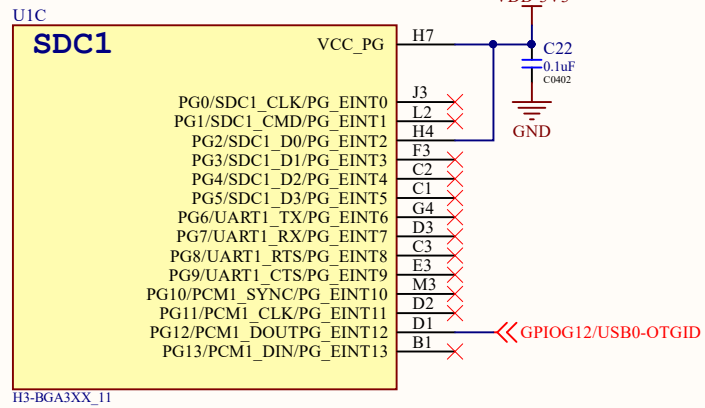 VDD-3V3
U1C
SDC1
VCC_PG H7
C22
0.1uF
C0402
GND
PG0/SDC1_CLK/PG_EINT0 J3
PG1/SDC1_CMD/PG_EINT1 L2
PG2/SDC1_D0/PG_EINT2 H4
PG3/SDC1_D1/PG_EINT3 F3
PG4/SDC1_D2/PG_EINT4 C2
PG5/SDC1_D3/PG_EINT5 C1
PG6/UART1_TX/PG_EINT6 G4
PG7/UART1_RX/PG_EINT7 D3
PG8/UART1_RTS/PG_EINT8 C3
PG9/UART1_CTS/PG_EINT9 E3
PG10/PCM1_SYNC/PG_EINT10 M3
PG11/PCM1_CLK/PG_EINT11 D2
PG12/PCM1_DOUTPG_EINT12 D1 GPIOG12/USB0-OTGID
PG13/PCM1_DIN/PG_EINT13 B1
H3-BGA3XX_11